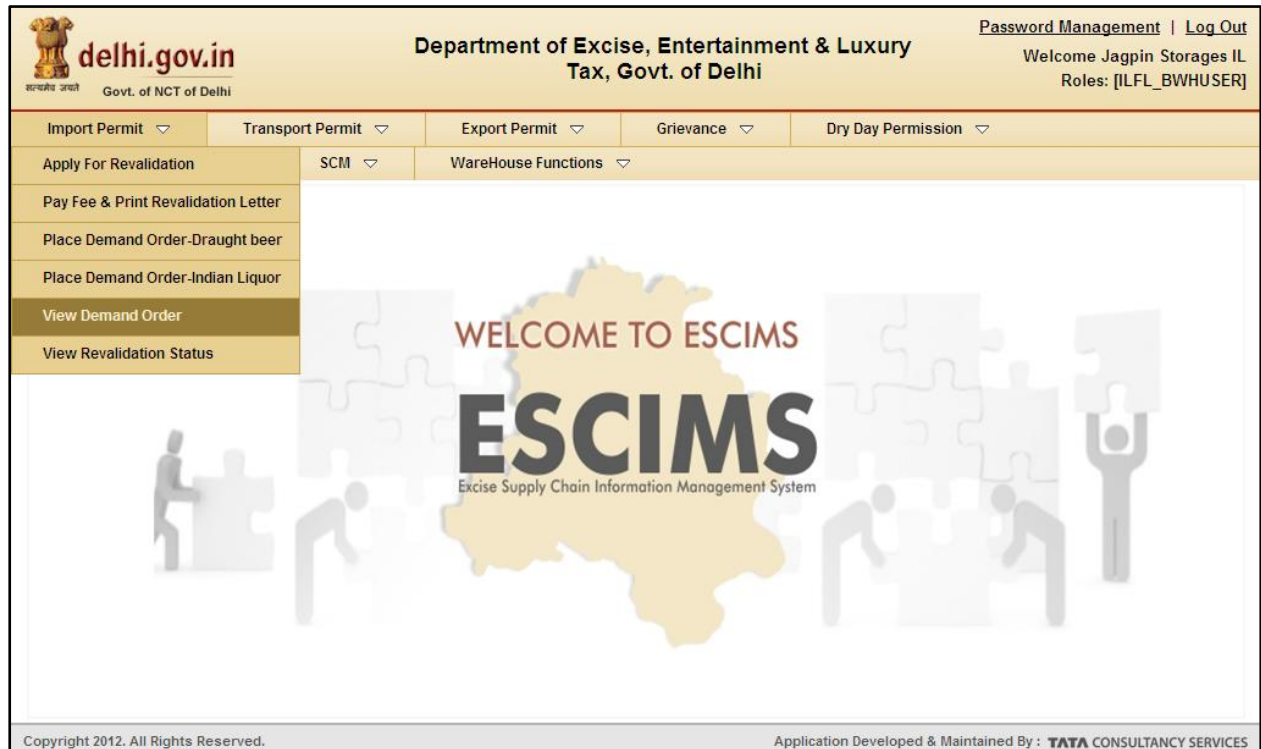 delhi.gov.in
सत्यमेव जयते
Govt. of NCT of Delhi
Department of Excise, Entertainment & Luxury
Tax, Govt. of Delhi
Password Management | Log Out
Welcome Jagpin Storages IL
Roles: [ILFL_BWHUSER]
Import Permit Transport Permit Export Permit Grievance Dry Day Permission
Apply For Revalidation SCM WareHouse Functions
Pay Fee & Print Revalidation Letter
Place Demand Order-Draught beer
Place Demand Order-Indian Liquor
View Demand Order
View Revalidation Status
WELCOME TO ESCIMS
ESCIMS
Excise Supply Chain Information Management System
Copyright 2012. All Rights Reserved.
Application Developed & Maintained By : TATA CONSULTANCY SERVICES